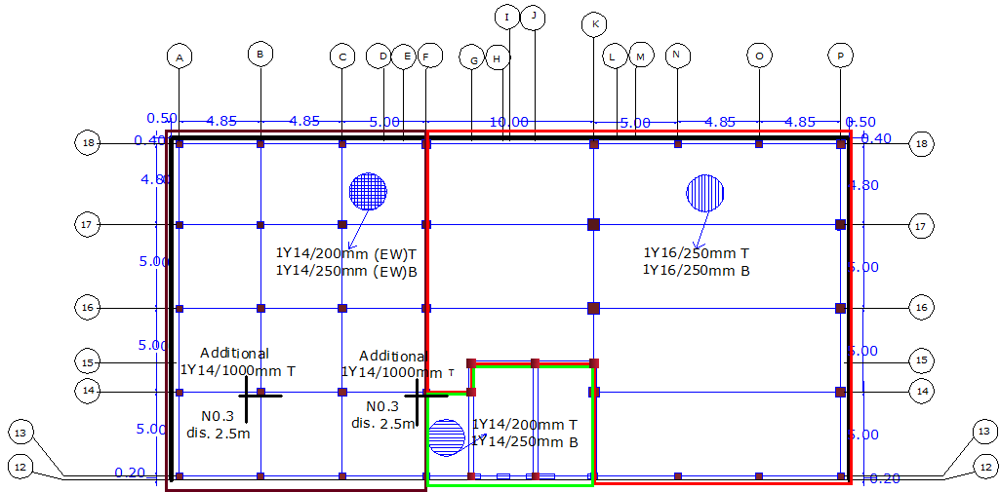 I J
K
A B C D E F G H L M N O P
0.50 4.85 4.85 5.00 10.00 5.00 4.85 4.85 0.50
18 0.40 0.40 18
4.80 4.80
17 17
1Y14/200mm (EW)T
1Y14/250mm (EW)B
1Y16/250mm T
1Y16/250mm B
5.00 5.00
16 16
5.00 5.00
Additional
1Y14/1000mm T
Additional
1Y14/1000mm T
15 15
14 14
N0.3
dis. 2.5m
N0.3
dis. 2.5m
1Y14/200mm T
1Y14/250mm B
5.00 5.00
13 13
12 0.20 0.20 12